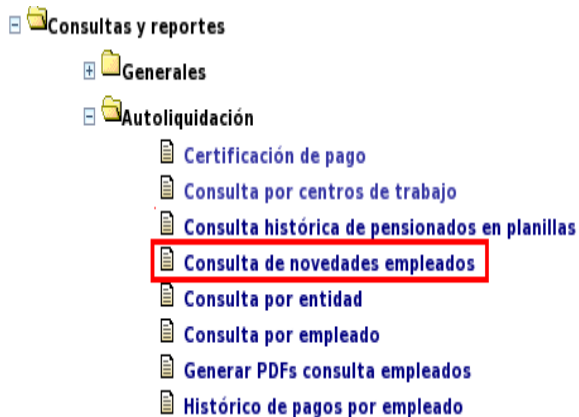 Consultas y reportes
Generales
Autoliquidación
Certificación de pago
Consulta por centros de trabajo
Consulta histórica de pensionados en planillas
Consulta de novedades empleados
Consulta por entidad
Consulta por empleado
Generar PDFs consulta empleados
Histórico de pagos por empleado